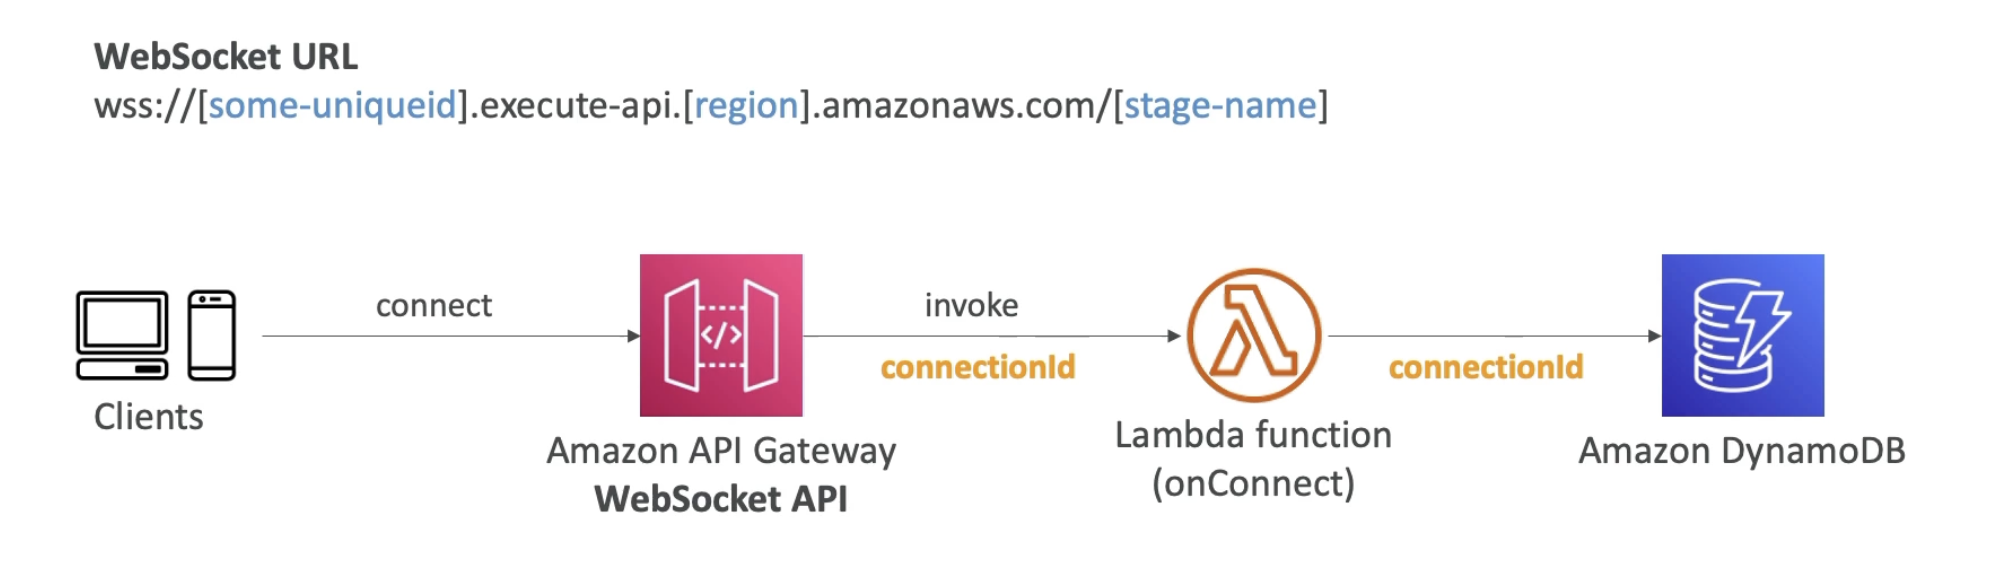 WebSocket URL
wss://[some-uniqueid].execute-api.[region].amazonaws.com/[stage-name]
connect
invoke
</>
connectionId
connectionId
Clients
Amazon API Gateway
WebSocket API
Lambda function
(onConnect)
Amazon DynamoDB